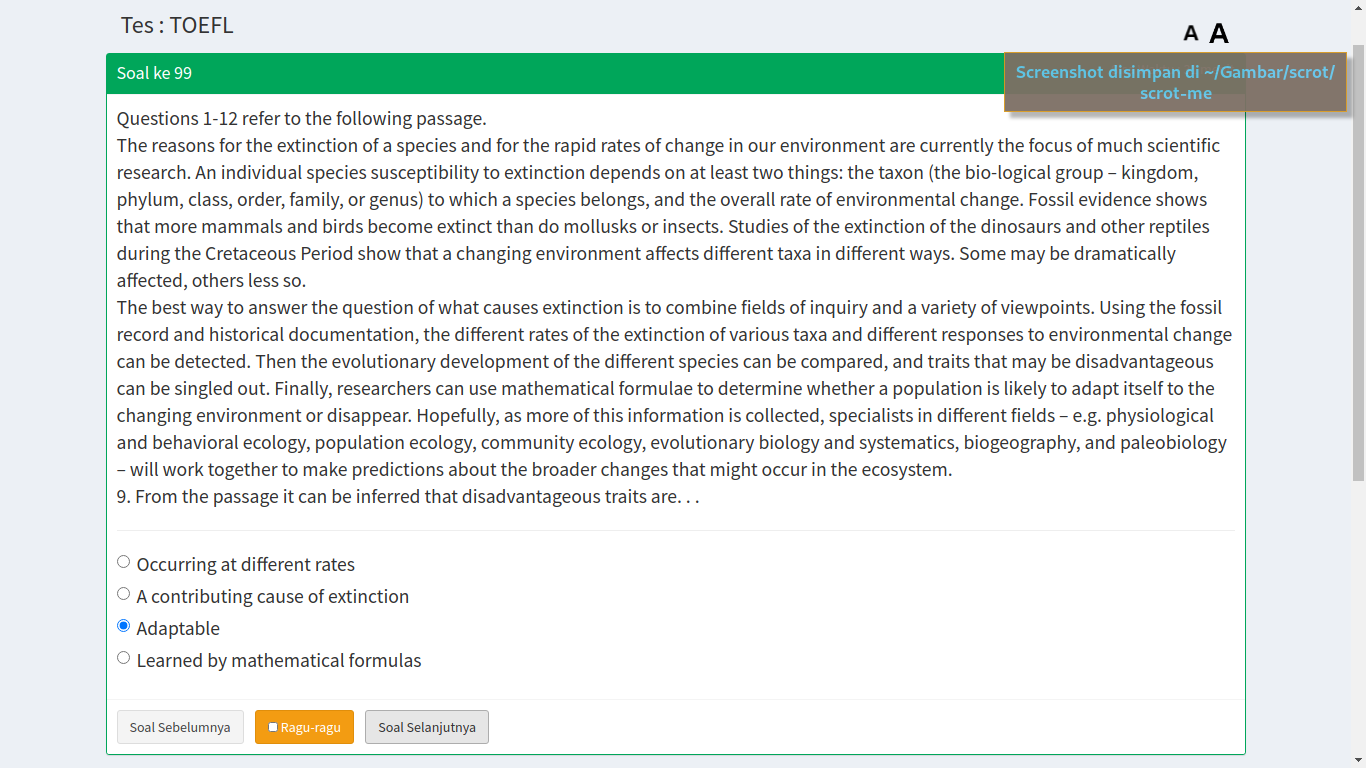 Tes : TOEFL
A A
Soal ke 99
Screenshot disimpan di ~/Gambar/scrot/
scrot-me
Questions 1-12 refer to the following passage.
The reasons for the extinction of a species and for the rapid rates of change in our environment are currently the focus of much scientific
research. An individual species susceptibility to extinction depends on at least two things: the taxon (the bio-logical group – kingdom,
phylum, class, order, family, or genus) to which a species belongs, and the overall rate of environmental change. Fossil evidence shows
that more mammals and birds become extinct than do mollusks or insects. Studies of the extinction of the dinosaurs and other reptiles
during the Cretaceous Period show that a changing environment affects different taxa in different ways. Some may be dramatically
affected, others less so.
The best way to answer the question of what causes extinction is to combine fields of inquiry and a variety of viewpoints. Using the fossil
record and historical documentation, the different rates of the extinction of various taxa and different responses to environmental change
can be detected. Then the evolutionary development of the different species can be compared, and traits that may be disadvantageous
can be singled out. Finally, researchers can use mathematical formulae to determine whether a population is likely to adapt itself to the
changing environment or disappear. Hopefully, as more of this information is collected, specialists in different fields – e.g. physiological
and behavioral ecology, population ecology, community ecology, evolutionary biology and systematics, biogeography, and paleobiology
– will work together to make predictions about the broader changes that might occur in the ecosystem.
9. From the passage it can be inferred that disadvantageous traits are. . .
Occurring at different rates
A contributing cause of extinction
Adaptable
Learned by mathematical formulas
Soal Sebelumnya
Ragu-ragu
Soal Selanjutnya